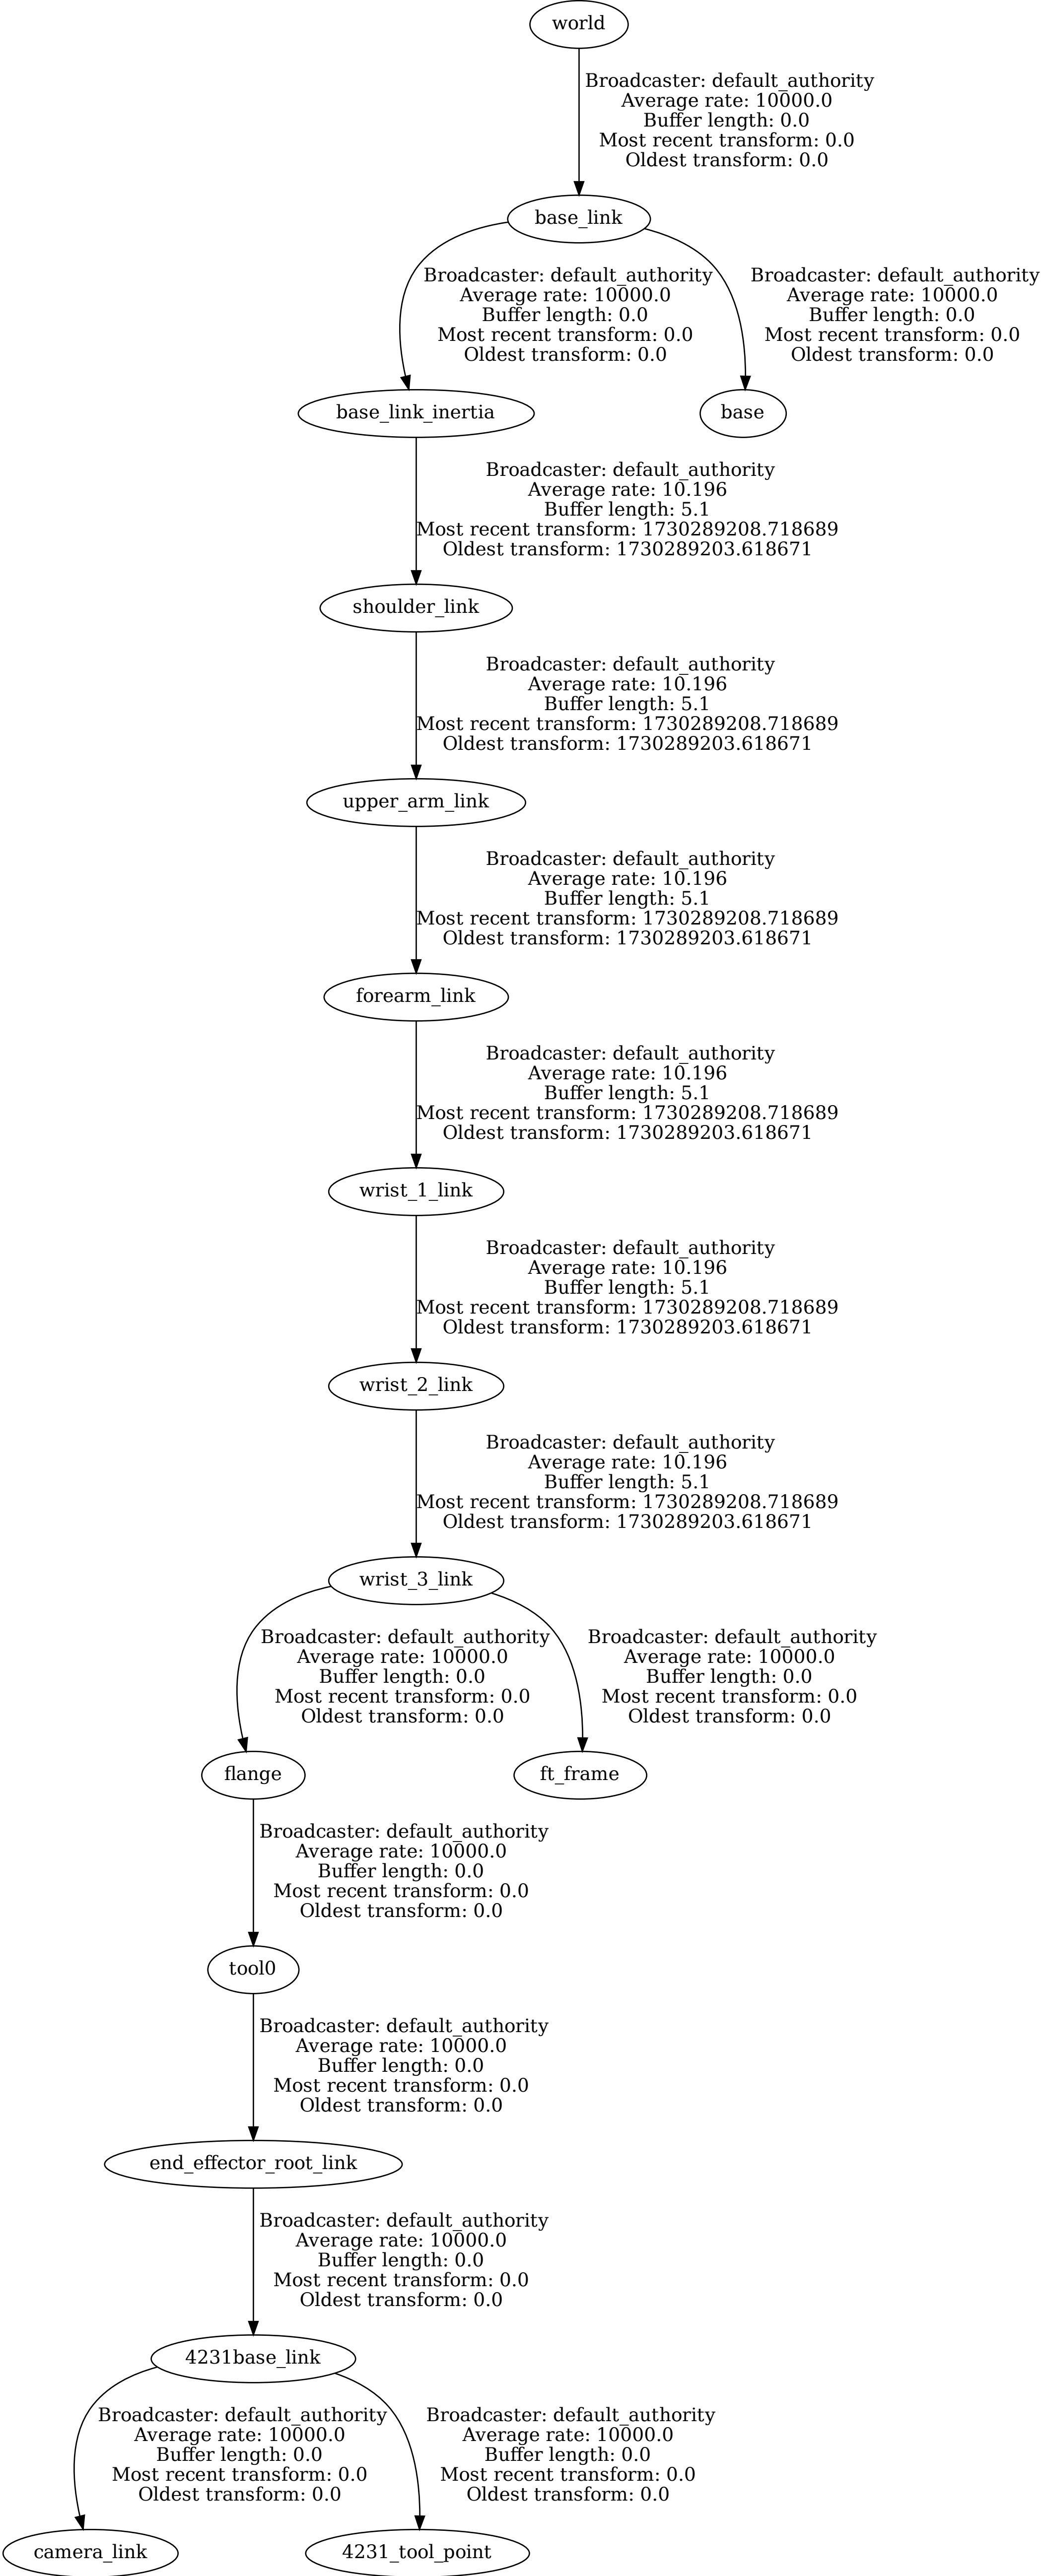 world
Broadcaster: default_authority
Average rate: 10000.0
Buffer length: 0.0
Most recent transform: 0.0
Oldest transform: 0.0
base_link
Broadcaster: default_authority
Average rate: 10000.0
Buffer length: 0.0
Most recent transform: 0.0
Oldest transform: 0.0
Broadcaster: default_authority
Average rate: 10000.0
Buffer length: 0.0
Most recent transform: 0.0
Oldest transform: 0.0
base_link_inertia
base
Broadcaster: default_authority
Average rate: 10.196
Buffer length: 5.1
Most recent transform: 1730289208.718689
Oldest transform: 1730289203.618671
shoulder_link
Broadcaster: default_authority
Average rate: 10.196
Buffer length: 5.1
Most recent transform: 1730289208.718689
Oldest transform: 1730289203.618671
upper_arm_link
Broadcaster: default_authority
Average rate: 10.196
Buffer length: 5.1
Most recent transform: 1730289208.718689
Oldest transform: 1730289203.618671
forearm_link
Broadcaster: default_authority
Average rate: 10.196
Buffer length: 5.1
Most recent transform: 1730289208.718689
Oldest transform: 1730289203.618671
wrist_1_link
Broadcaster: default_authority
Average rate: 10.196
Buffer length: 5.1
Most recent transform: 1730289208.718689
Oldest transform: 1730289203.618671
wrist_2_link
Broadcaster: default_authority
Average rate: 10.196
Buffer length: 5.1
Most recent transform: 1730289208.718689
Oldest transform: 1730289203.618671
wrist_3_link
Broadcaster: default_authority
Average rate: 10000.0
Buffer length: 0.0
Most recent transform: 0.0
Oldest transform: 0.0
Broadcaster: default_authority
Average rate: 10000.0
Buffer length: 0.0
Most recent transform: 0.0
Oldest transform: 0.0
flange
ft_frame
Broadcaster: default_authority
Average rate: 10000.0
Buffer length: 0.0
Most recent transform: 0.0
Oldest transform: 0.0
tool0
Broadcaster: default_authority
Average rate: 10000.0
Buffer length: 0.0
Most recent transform: 0.0
Oldest transform: 0.0
end_effector_root_link
Broadcaster: default_authority
Average rate: 10000.0
Buffer length: 0.0
Most recent transform: 0.0
Oldest transform: 0.0
4231base_link
Broadcaster: default_authority
Average rate: 10000.0
Buffer length: 0.0
Most recent transform: 0.0
Oldest transform: 0.0
Broadcaster: default_authority
Average rate: 10000.0
Buffer length: 0.0
Most recent transform: 0.0
Oldest transform: 0.0
camera_link
4231_tool_point